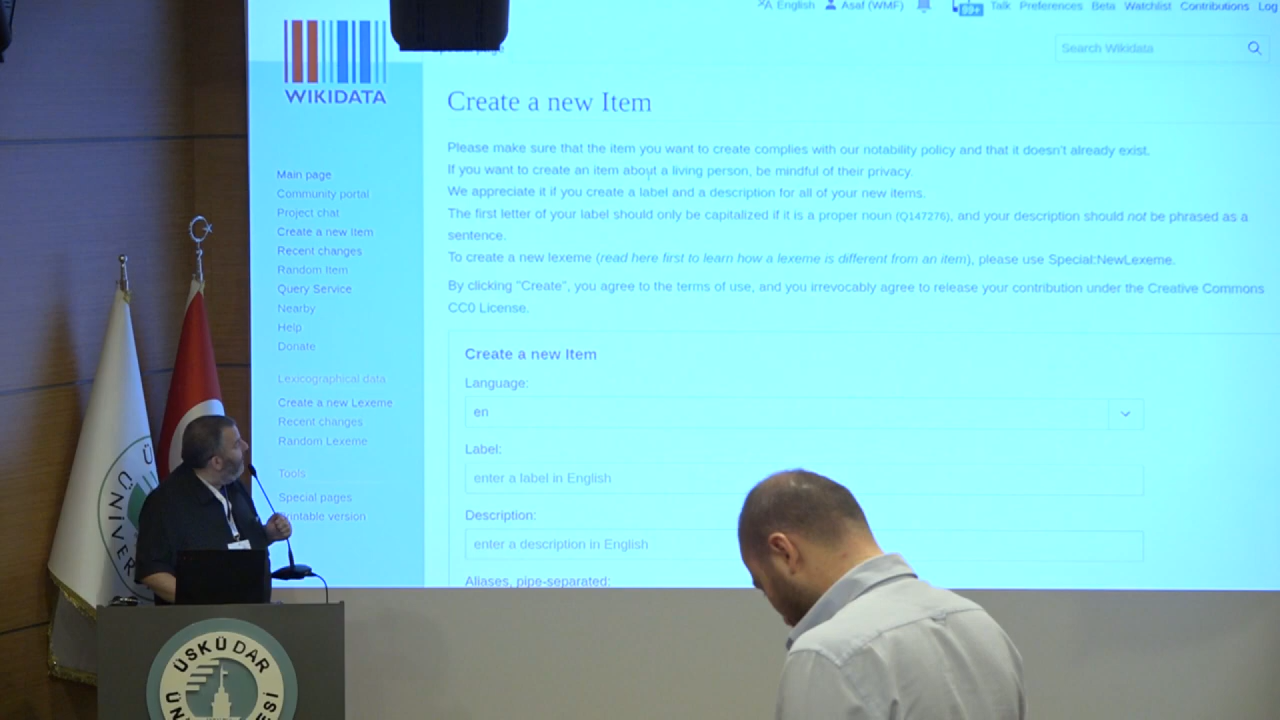 English Asaf (WMF) 99+ Talk Preferences Beta Watchlist Contributions Log
Search Wikidata
WIKIDATA
Create a new Item
Please make sure that the item you want to create complies with our notability policy and that it doesn't already exist.
If you want to create an item about a living person, be mindful of their privacy.
We appreciate it if you create a label and a description for all of your new items.
The first letter of your label should only be capitalized if it is a proper noun (Q147276), and your description should not be phrased as a
sentence.
To create a new lexeme (read here first to learn how a lexeme is different from an item), please use Special:NewLexeme.
By clicking "Create", you agree to the terms of use, and you irrevocably agree to release your contribution under the Creative Commons
CC0 License.
Main page
Community portal
Project chat
Create a new Item
Recent changes
Random Item
Query Service
Nearby
Help
Donate
Lexicographical data
Create a new Lexeme
Recent changes
Random Lexeme
Tools
Special pages
Printable version
Create a new Item
Language:
en
Label:
enter a label in English
Description:
enter a description in English
Aliases, pipe-separated:
ÜNİVER
ÜSKÜDAR